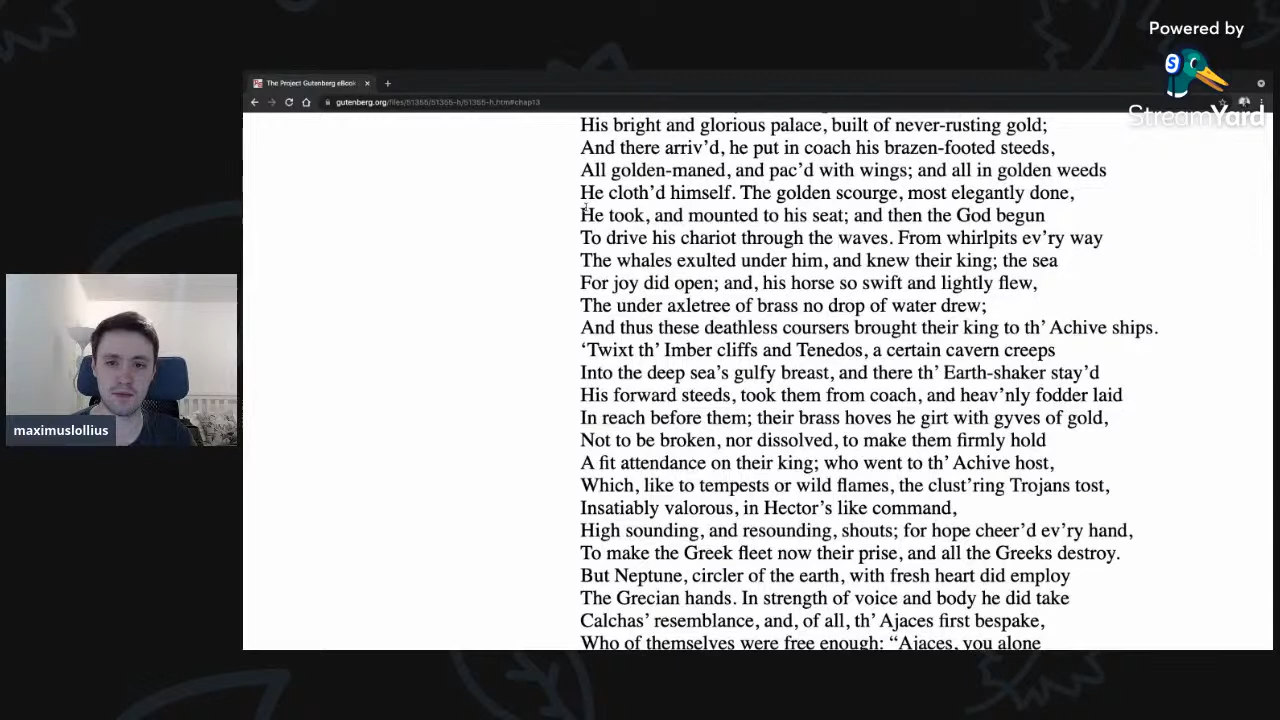 Powered by
StreamYard
The Project Gutenberg eBook
gutenberg.org/files/51355/51355-h/51355-h.htm#chap13
His bright and glorious palace, built of never-rusting gold;
And there arriv’d, he put in coach his brazen-footed steeds,
All golden-maned, and pac’d with wings; and all in golden weeds
He cloth’d himself. The golden scourge, most elegantly done,
He took, and mounted to his seat; and then the God begun
To drive his chariot through the waves. From whirlpits ev’ry way
The whales exulted under him, and knew their king; the sea
For joy did open; and, his horse so swift and lightly flew,
The under axletree of brass no drop of water drew;
And thus these deathless coursers brought their king to th’ Achive ships.
‘Twixt th’ Imber cliffs and Tenedos, a certain cavern creeps
Into the deep sea’s gulfy breast, and there th’ Earth-shaker stay’d
His forward steeds, took them from coach, and heav’nly fodder laid
In reach before them; their brass hoves he girt with gyves of gold,
Not to be broken, nor dissolved, to make them firmly hold
A fit attendance on their king; who went to th’ Achive host,
Which, like to tempests or wild flames, the clust’ring Trojans tost,
Insatiably valorous, in Hector’s like command,
High sounding, and resounding, shouts; for hope cheer’d ev’ry hand,
To make the Greek fleet now their prise, and all the Greeks destroy.
But Neptune, circler of the earth, with fresh heart did employ
The Grecian hands. In strength of voice and body he did take
Calchas’ resemblance, and, of all, th’ Ajaces first bespake,
Who of themselves were free enough: “Ajaces, you alone
maximuslollius